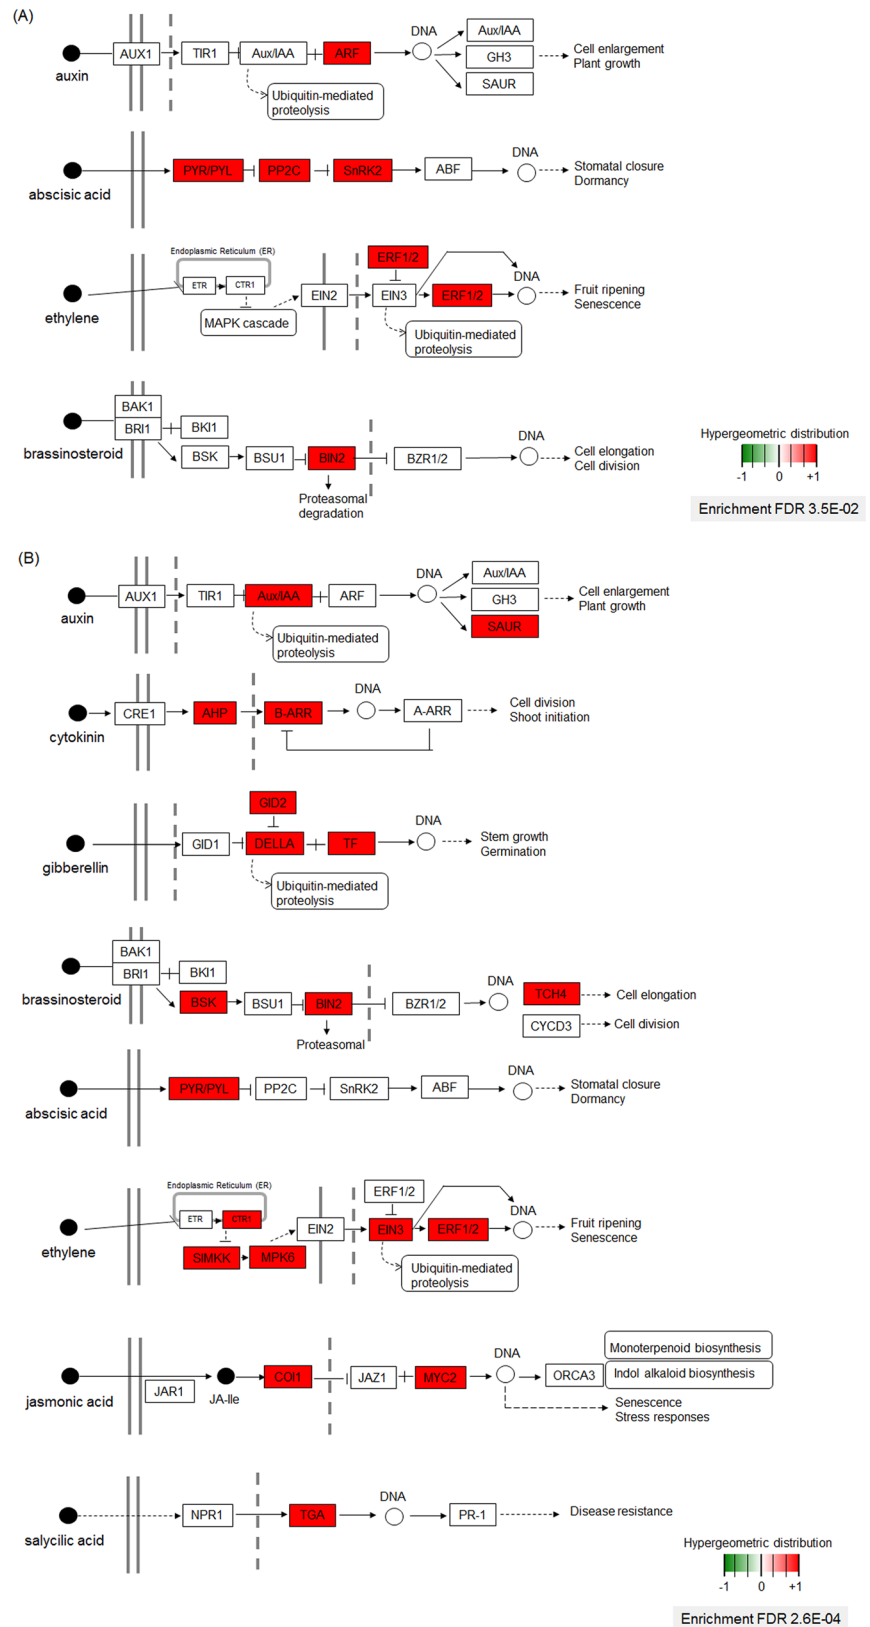 (A)
auxin
AUX1
TIR1
Aux/IAA
ARF
DNA
Aux/IAA
GH3
SAUR
Cell enlargement
Plant growth
Ubiquitin-mediated
proteolysis
abscisic acid
PYR/PYL
PP2C
SnRK2
ABF
DNA
Stomatal closure
Dormancy
Endoplasmic Reticulum (ER)
ethylene
ETR
CTR1
MAPK cascade
EIN2
ERF1/2
EIN3
ERF1/2
DNA
Fruit ripening
Senescence
Ubiquitin-mediated
proteolysis
brassinosteroid
BAK1
BRI1
BKI1
BSK
BSU1
BIN2
BZR1/2
DNA
Cell elongation
Cell division
Proteasomal
degradation
Hypergeometric distribution
-1 0 +1
Enrichment FDR 3.5E-02
(B)
auxin
AUX1
TIR1
Aux/IAA
ARF
DNA
Aux/IAA
GH3
SAUR
Cell enlargement
Plant growth
Ubiquitin-mediated
proteolysis
cytokinin
CRE1
AHP
B-ARR
DNA
A-ARR
Cell division
Shoot initiation
gibberellin
GID1
GID2
DELLA
TF
DNA
Stem growth
Germination
Ubiquitin-mediated
proteolysis
brassinosteroid
BAK1
BRI1
BKI1
BSK
BSU1
BIN2
BZR1/2
DNA
TCH4
Cell elongation
CYCD3
Cell division
Proteasomal
abscisic acid
PYR/PYL
PP2C
SnRK2
ABF
DNA
Stomatal closure
Dormancy
Endoplasmic Reticulum (ER)
ethylene
ETR
CTR1
SIMKK
MPK6
EIN2
ERF1/2
EIN3
ERF1/2
DNA
Fruit ripening
Senescence
Ubiquitin-mediated
proteolysis
jasmonic acid
JAR1
JA-Ile
COI1
JAZ1
MYC2
DNA
ORCA3
Monoterpenoid biosynthesis
Indol alkaloid biosynthesis
Senescence
Stress responses
salycilic acid
NPR1
TGA
DNA
PR-1
Disease resistance
Hypergeometric distribution
-1 0 +1
Enrichment FDR 2.6E-04